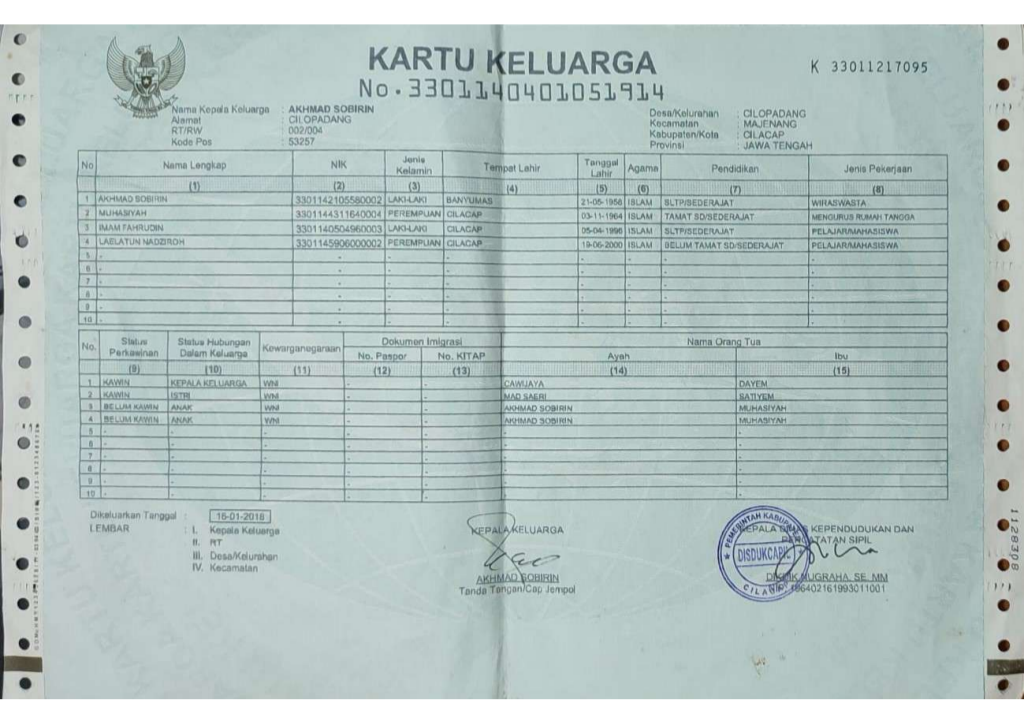 KARTU KELUARGA
No. 3301140401051914
K 33011217095
Nama Kepala Keluarga : AKHMAD SOBIRIN
Alamat : CILOPADANG
RT/RW : 002/004
Kode Pos : 53257
Desa/Kelurahan : CILOPADANG
Kecamatan : MAJENANG
Kabupaten/Kota : CILACAP
Provinsi : JAWA TENGAH
No Nama Lengkap NIK Jenis Kelamin Tempat Lahir Tanggal Lahir Agama Pendidikan Jenis Pekerjaan
(1) (2) (3) (4) (5) (6) (7) (8)
1 AKHMAD SOBIRIN 3301142105580002 LAKI-LAKI BANYUMAS ISLAM SLTP/SEDERAJAT WIRASWASTA
2 MUHASIYAH 3301144311640004 PEREMPUAN CILACAP 03-11-1964 ISLAM TAMAT SD/SEDERAJAT MENGURUS RUMAH TANGGA
3 IMAM FAHRUDIN 3301140504960003 LAKI-LAKI CILACAP 05-04-1996 ISLAM SLTP/SEDERAJAT PELAJAR/MAHASISWA
4 LAELATUN NADZIROH 3301145906000002 PEREMPUAN CILACAP 19-06-2000 ISLAM BELUM TAMAT SD/SEDERAJAT PELAJAR/MAHASISWA
5 - - - - - - - -
6 - - - - - - - -
7 - - - - - - - -
8 - - - - - - - -
9 - - - - - - - -
10 - - - - - - - -
No. Status Perkawinan Status Hubungan Dalam Keluarga Kewarganegaraan Dokumen Imigrasi Nama Orang Tua
No. Paspor No. KITAP Ayah Ibu
(9) (10) (11) (12) (13) (14) (15)
1 KAWIN KEPALA KELUARGA WNI - - CAWIJAYA DAYEM
2 KAWIN ISTRI WNI - - MAD SAERI SATIYEM
3 BELUM KAWIN ANAK WNI - - AKHMAD SOBIRIN MUHASIYAH
4 BELUM KAWIN ANAK WNI - - AKHMAD SOBIRIN MUHASIYAH
5 - - - - - - -
6 - - - - - - -
7 - - - - - - -
8 - - - - - - -
9 - - - - - - -
10 - - - - - - -
Dikeluarkan Tanggal : 
LEMBAR : I. Kepala Keluarga
II. RT
III. Desa/Kelurahan
IV. Kecamatan
KEPALA KELUARGA
AKHMAD SOBIRIN
Tanda Tangan/Cap Jempol
KEPALA DINAS KEPENDUDUKAN DAN
PENCATATAN SIPIL
PEMERINTAH KABUPATEN
DISDUKCAPIL
CILACAP
NUGRAHA, SE, MM
NIP.
1128308